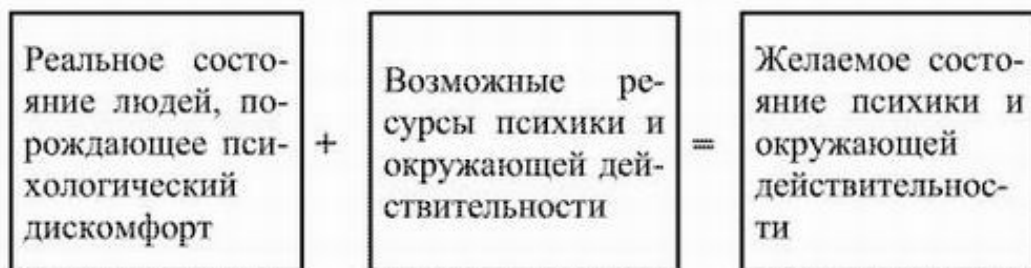 Реальное состо-
яние людей, по-
рождающее пси-
хологический
дискомфорт
+
Возможные ре-
сурсы психики и
окружающей дей-
ствительности
=
Желаемое состо-
яние психики и
окружающей
действительнос-
ти